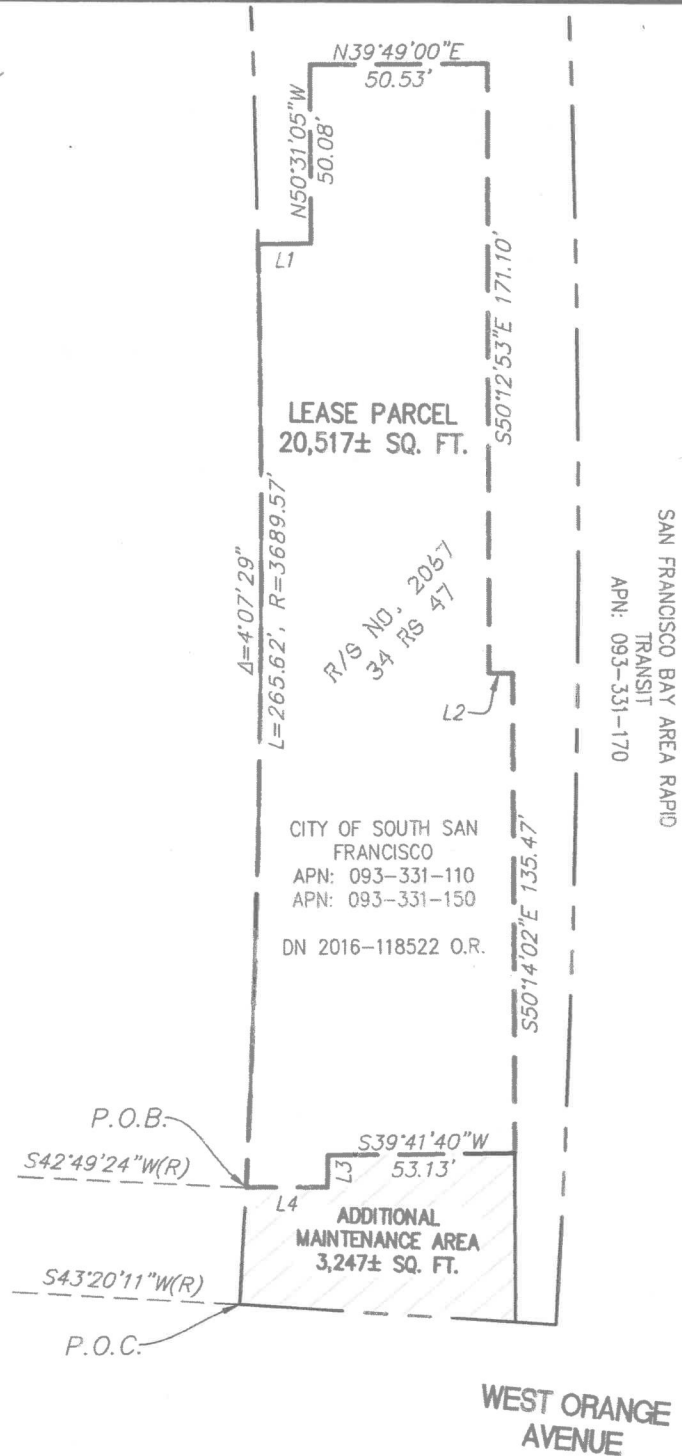 N39°49'00"E
50.53'
N50°31'05"W
50.08'
L1
S50°12'53"E 171.10'
LEASE PARCEL
20,517± SQ. FT.
Δ=4°07'29"
L=265.62', R=3689.57'
R/S NO. 2067
34 RS 47
L2
SAN FRANCISCO BAY AREA RAPID
TRANSIT
APN: 093-331-170
CITY OF SOUTH SAN
FRANCISCO
APN: 093-331-110
APN: 093-331-150
DN 2016-118522 O.R.
S50°14'02"E 135.47'
P.O.B.
S42°49'24"W(R)
S39°41'40"W
53.13'
L3
L4
ADDITIONAL
MAINTENANCE AREA
3,247± SQ. FT.
S43°20'11"W(R)
P.O.C.
WEST ORANGE
AVENUE